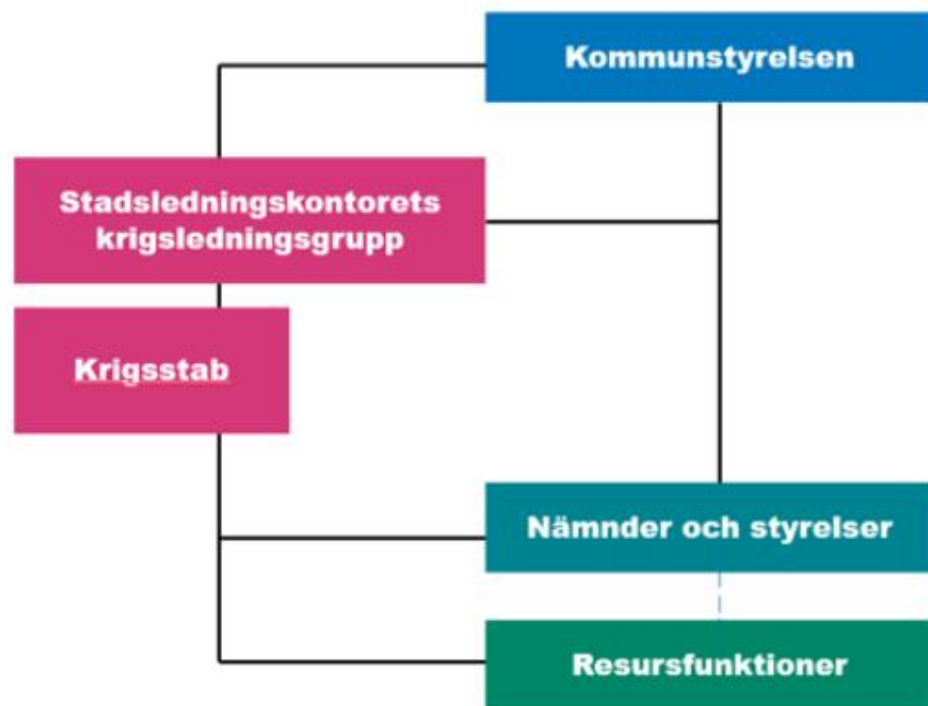 Kommunstyrelsen
Stadsledningskontorets
krigsledningsgrupp
Krigsstab
Nämnder och styrelser
Resursfunktioner